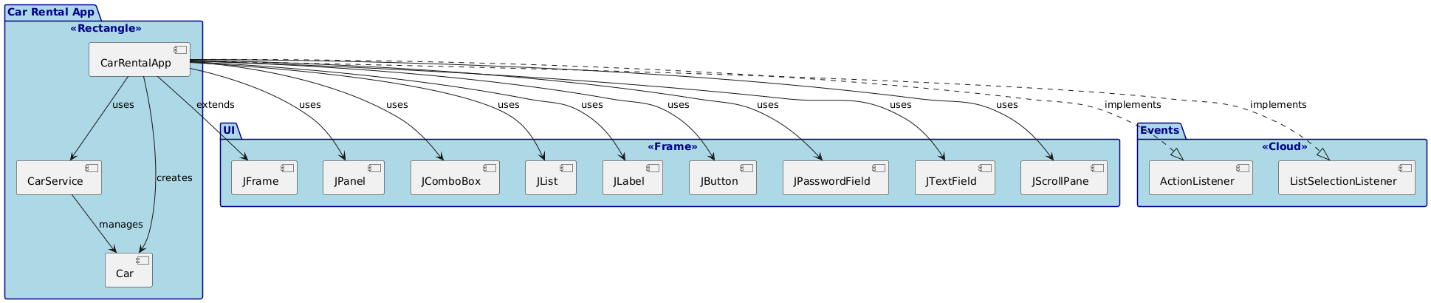 Car Rental App
«Rectangle»
CarRentalApp
uses
extends
uses
uses
uses
uses
uses
uses
uses
uses
implements
implements
UI
«Frame»
Events
«Cloud»
CarService
creates
JFrame
JPanel
JComboBox
JList
JLabel
JButton
JPasswordField
JTextField
JScrollPane
ActionListener
ListSelectionListener
manages
Car